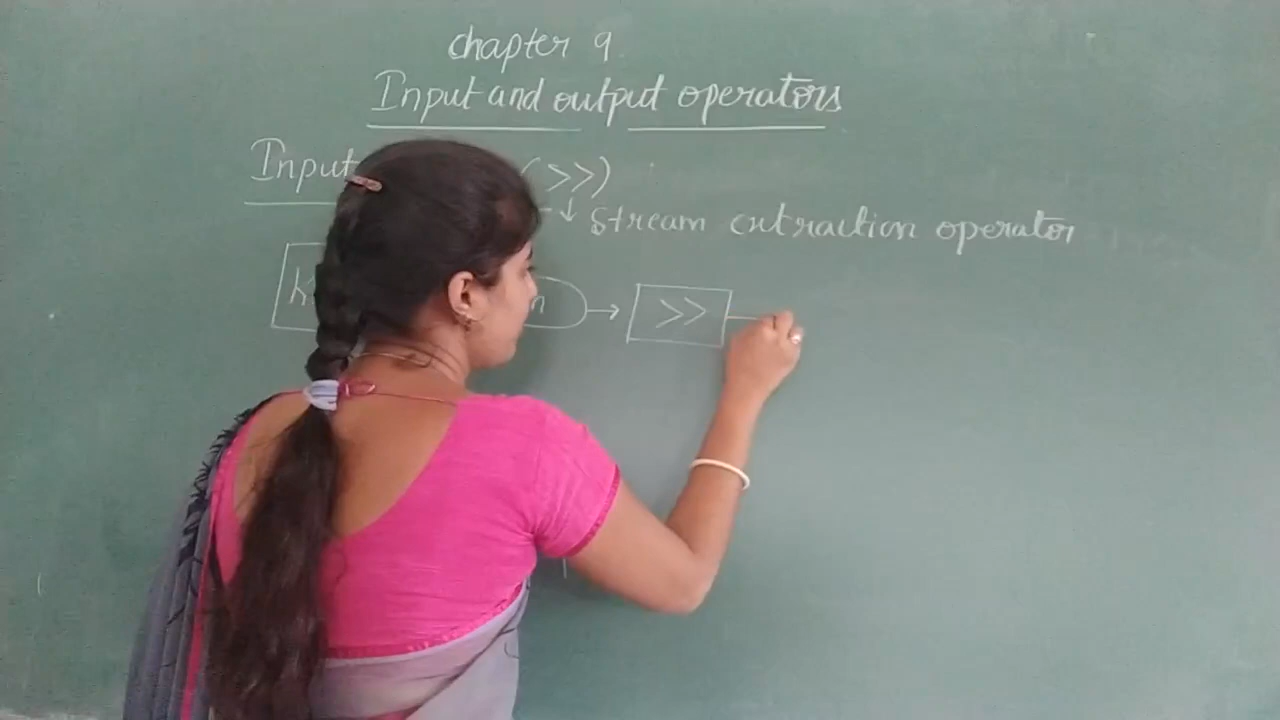 chapter 9
Input and output operators
Input (>>)
↓ Stream extraction operator
K n → >>